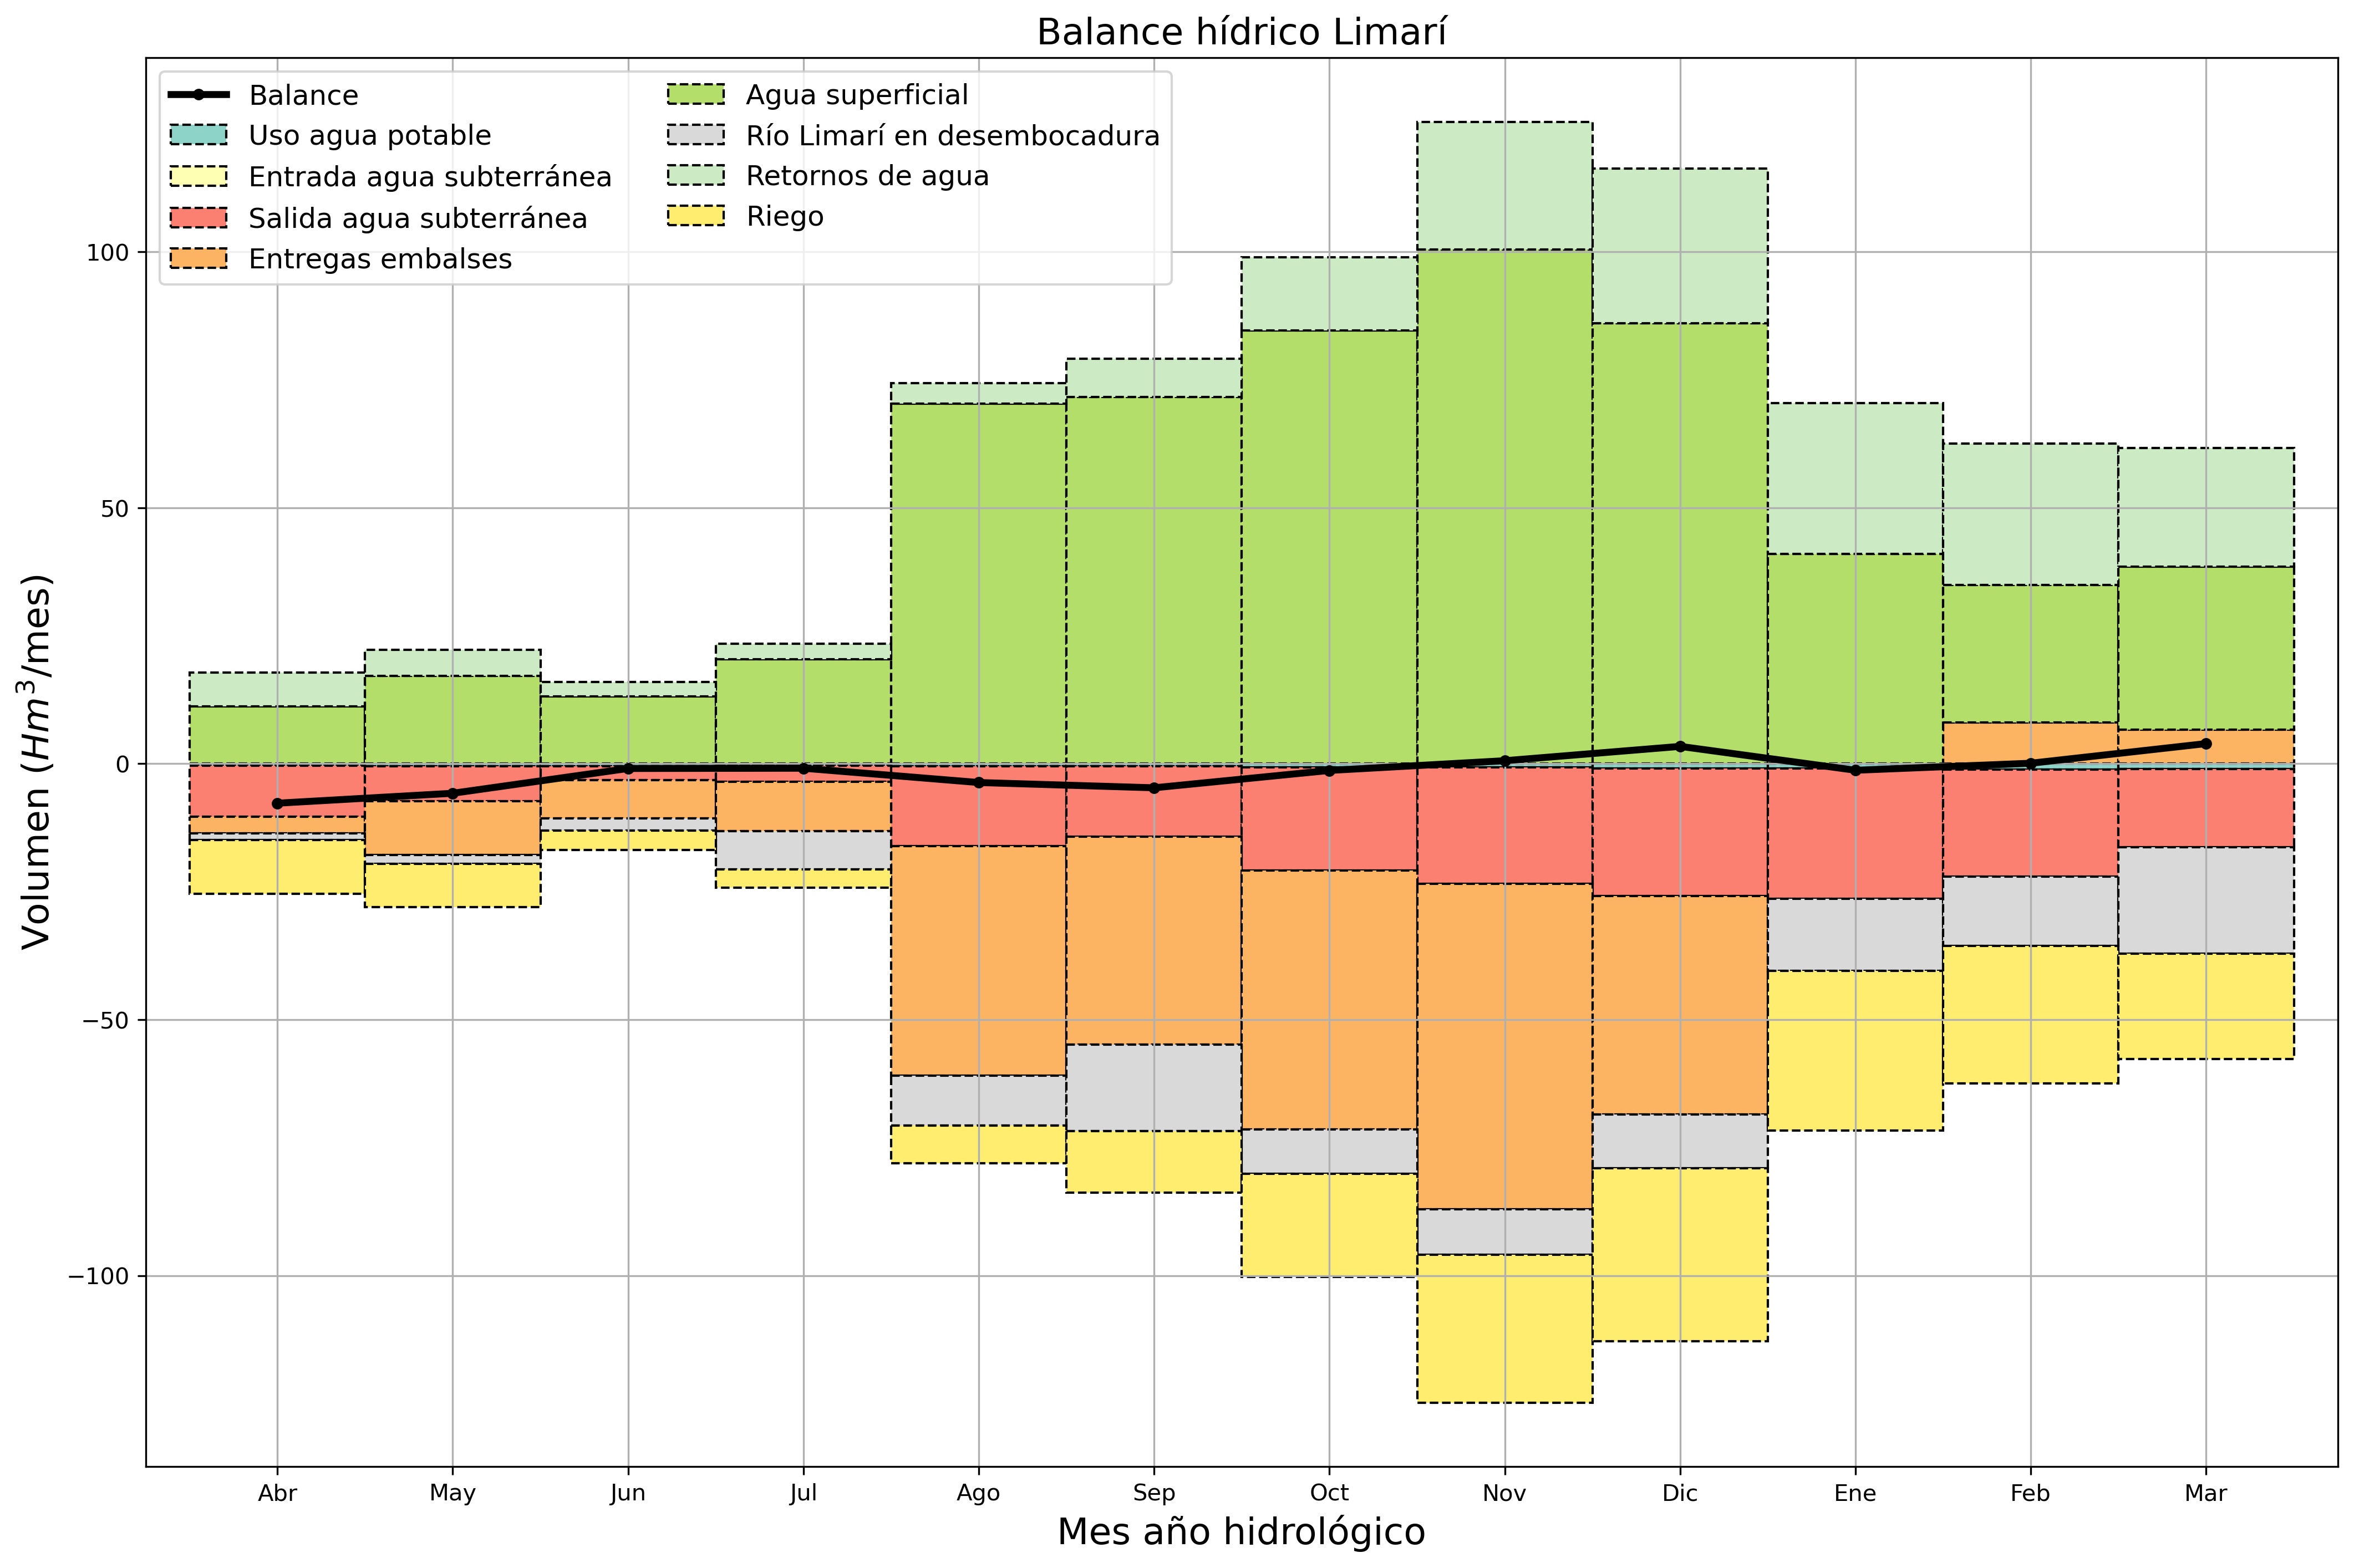 Balance hídrico Limarí
Balance
Uso agua potable
Entrada agua subterránea
Salida agua subterránea
Entregas embalses
Agua superficial
Río Limarí en desembocadura
Retornos de agua
Riego
Volumen (Hm³/mes)
100
50
0
−50
−100
Abr May Jun Jul Ago Sep Oct Nov Dic Ene Feb Mar
Mes año hidrológico